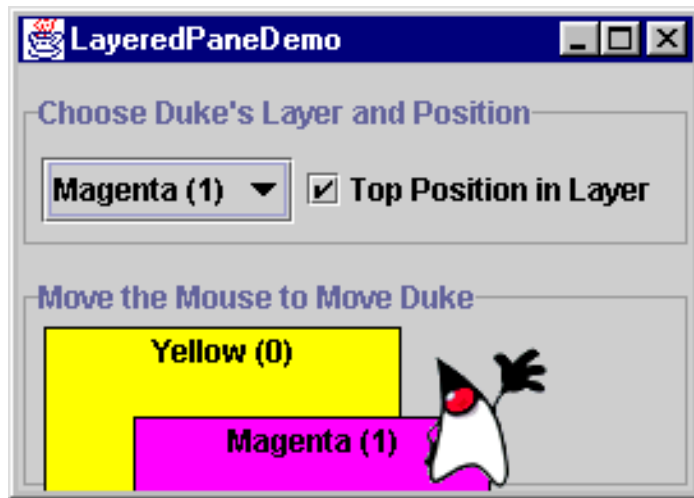 LayeredPaneDemo
Choose Duke's Layer and Position
Magenta (1) Top Position in Layer
Move the Mouse to Move Duke
Yellow (0)
Magenta (1)